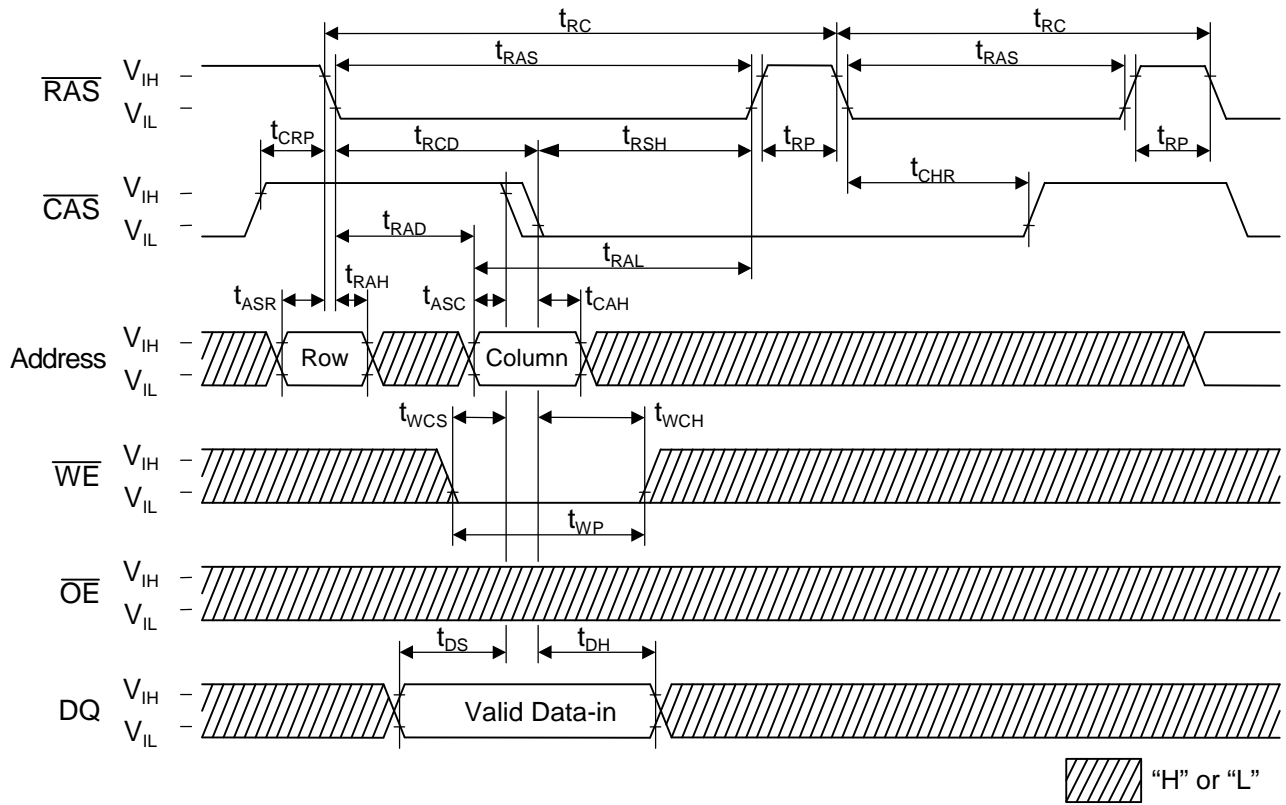 tRC tRC
tRAS tRAS
RAS VIH
VIL
tCRP tRCD tRSH tRP tRP
tCHR
CAS VIH
VIL
tRAD
tRAL
tRAH
tASR tASC tCAH
Address VIH
VIL
Row Column
tWCS tWCH
WE VIH
VIL
tWP
OE VIH
VIL
tDS tDH
DQ VIH
VIL
Valid Data-in
“H” or “L”